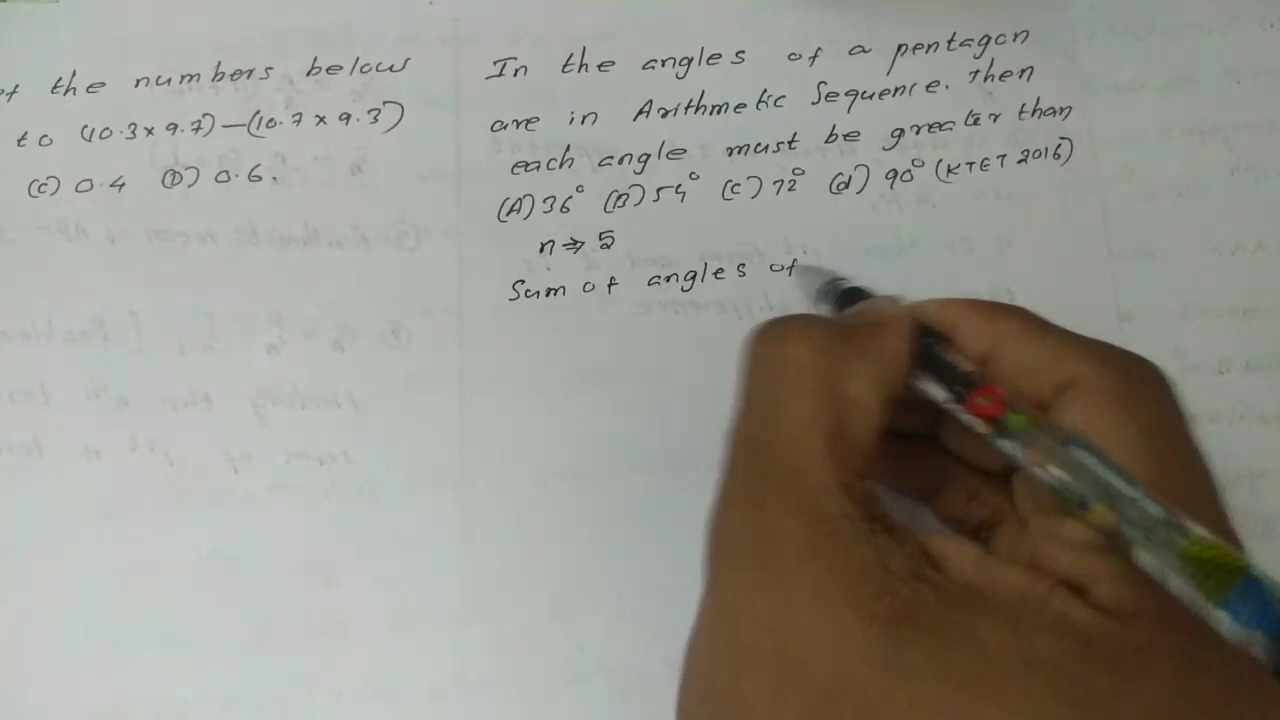 of the numbers below
to (10.3 x 9.7) - (10.7 x 9.3)
(C) 0.4 (D) 0.6.
In the angles of a pentagon
are in Arithmetic Sequence. Then
each angle must be greater than
(A) 36° (B) 54° (C) 72° (d) 90° (KTET 2016)
n ⇒ 5
Sum of angles of